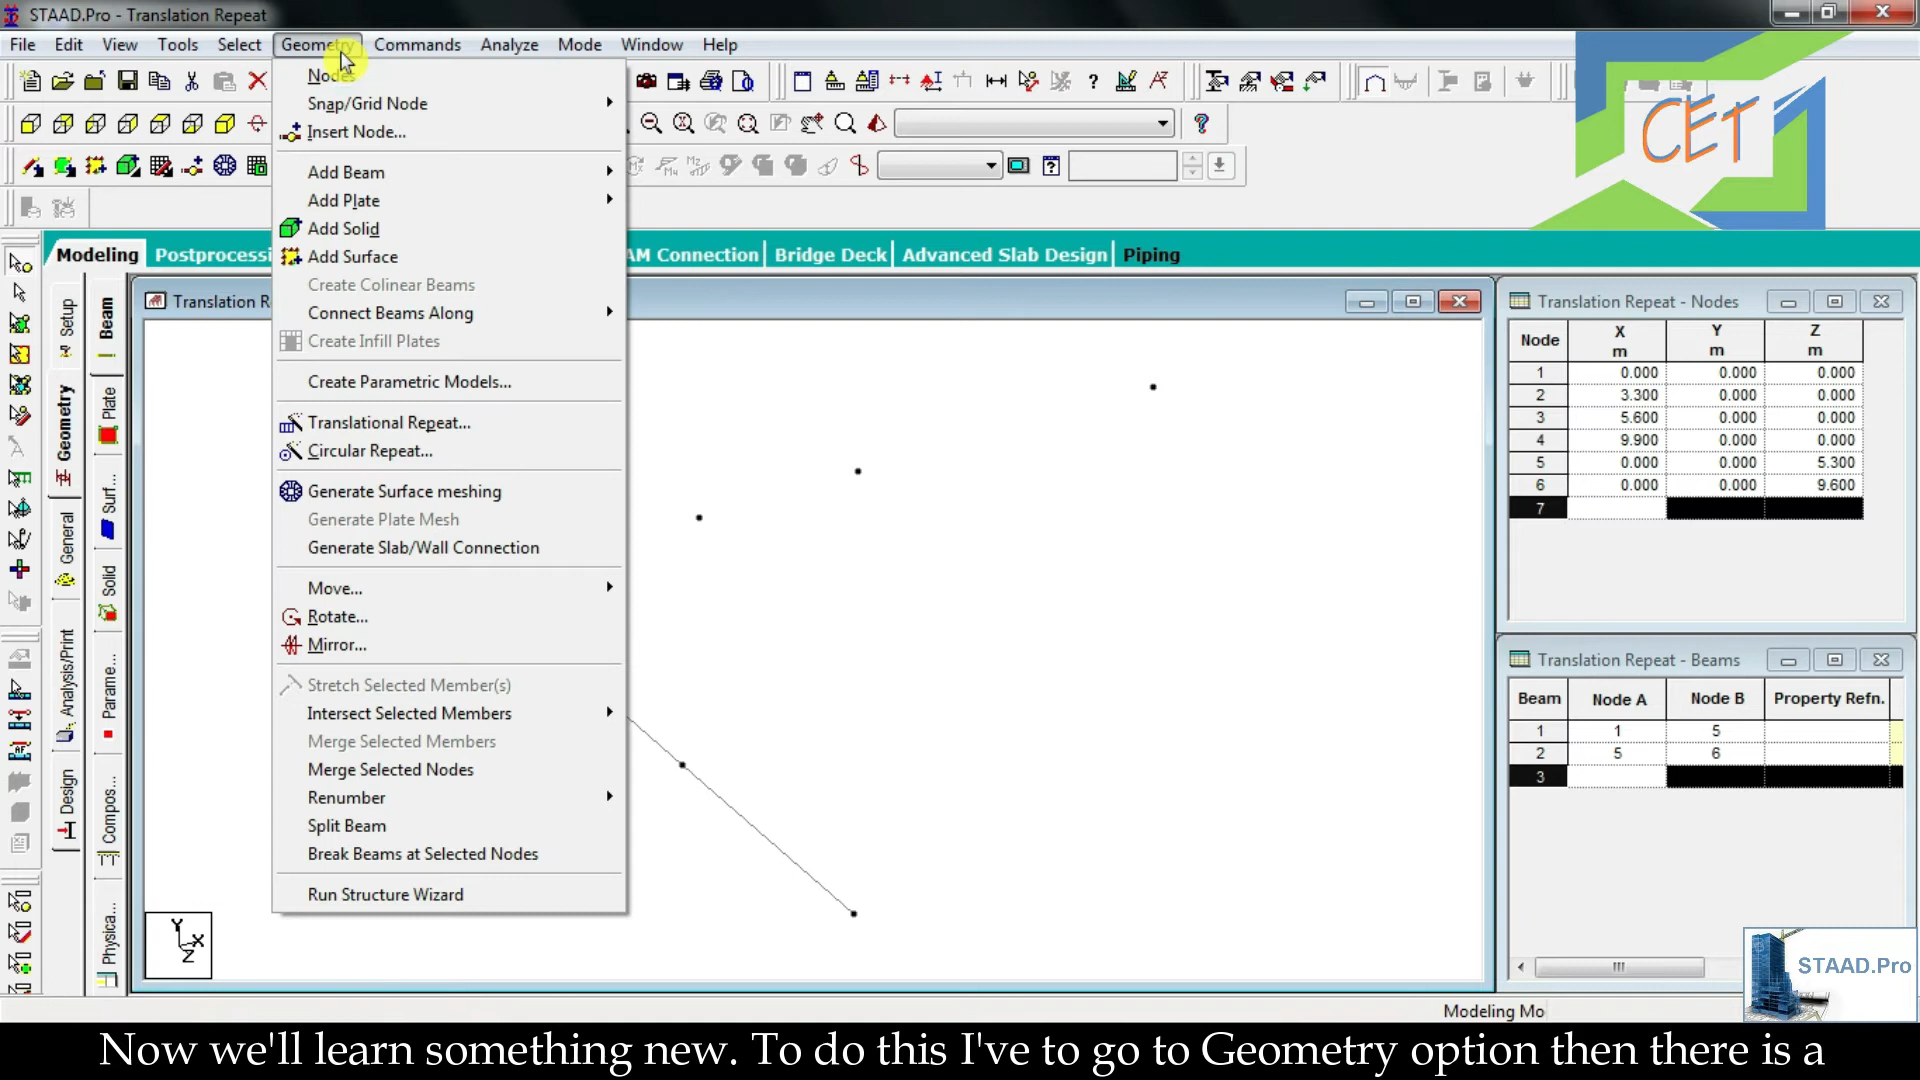 STAAD.Pro - Translation Repeat
File Edit View Tools Select Geometry Commands Analyze Mode Window Help
Node
Snap/Grid Node
Insert Node...
Add Beam
Add Plate
Add Solid
Add Surface
Create Colinear Beams
Connect Beams Along
Create Infill Plates
Create Parametric Models...
Translational Repeat...
Circular Repeat...
Generate Surface meshing
Generate Plate Mesh
Generate Slab/Wall Connection
Move...
Rotate...
Mirror...
Stretch Selected Member(s)
Intersect Selected Members
Merge Selected Members
Merge Selected Nodes
Renumber
Split Beam
Break Beams at Selected Nodes
Run Structure Wizard
CET
Modeling Postprocessi AM Connection Bridge Deck Advanced Slab Design Piping
Setup
Geometry
General
Analysis/Print
Design
Beam
Plate
Surf...
Solid
Parame...
Compos...
Physica...
Translation R
Y
X
Z
Translation Repeat - Nodes
Node X m Y m Z m
1 0.000 0.000 0.000
2 3.300 0.000 0.000
3 5.600 0.000 0.000
4 9.900 0.000 0.000
5 0.000 0.000 5.300
6 0.000 0.000 9.600
7
Translation Repeat - Beams
Beam Node A Node B Property Refn.
1 1 5
2 5 6
3
STAAD.Pro
Modeling Mo
Now we'll learn something new. To do this I've to go to Geometry option then there is a